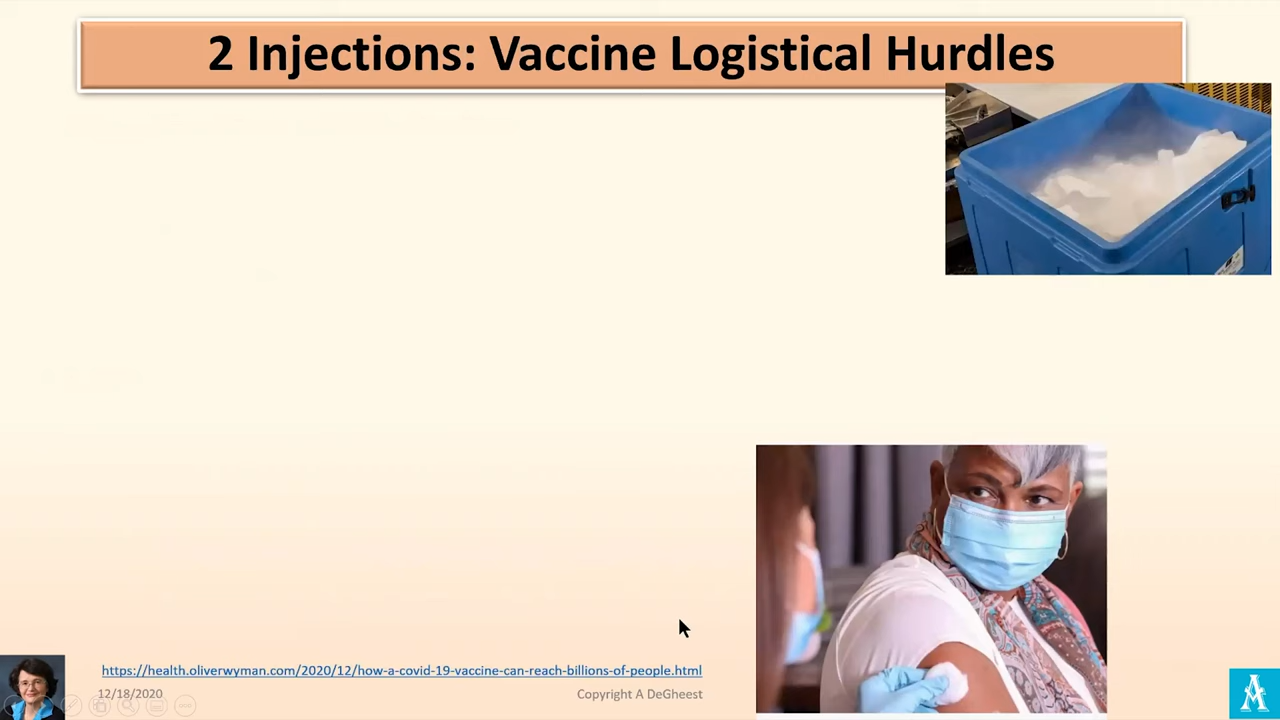 2 Injections: Vaccine Logistical Hurdles
https://health.oliverwyman.com/2020/12/how-a-covid-19-vaccine-can-reach-billions-of-people.html
12/18/2020
Copyright A DeGheest
A